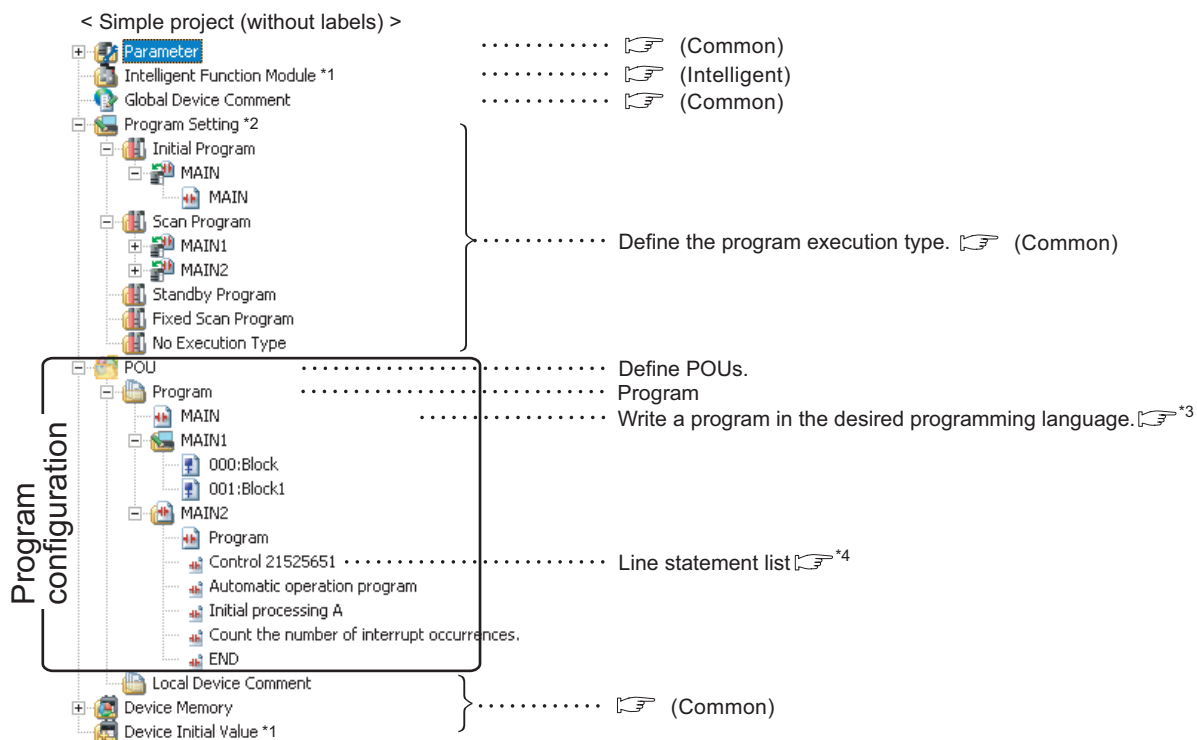 < Simple project (without labels) >
Parameter ············ (Common)
Intelligent Function Module *1 ············ (Intelligent)
Global Device Comment ············ (Common)
Program Setting *2
Initial Program
MAIN
MAIN
Scan Program
MAIN1
MAIN2
Define the program execution type. (Common)
Standby Program
Fixed Scan Program
No Execution Type
Program configuration
POU Define POUs.
Program Program
MAIN Write a program in the desired programming language. *3
MAIN1
000:Block
001:Block1
MAIN2
Program
Control 21525651 Line statement list *4
Automatic operation program
Initial processing A
Count the number of interrupt occurrences.
END
Local Device Comment
Device Memory (Common)
Device Initial Value *1